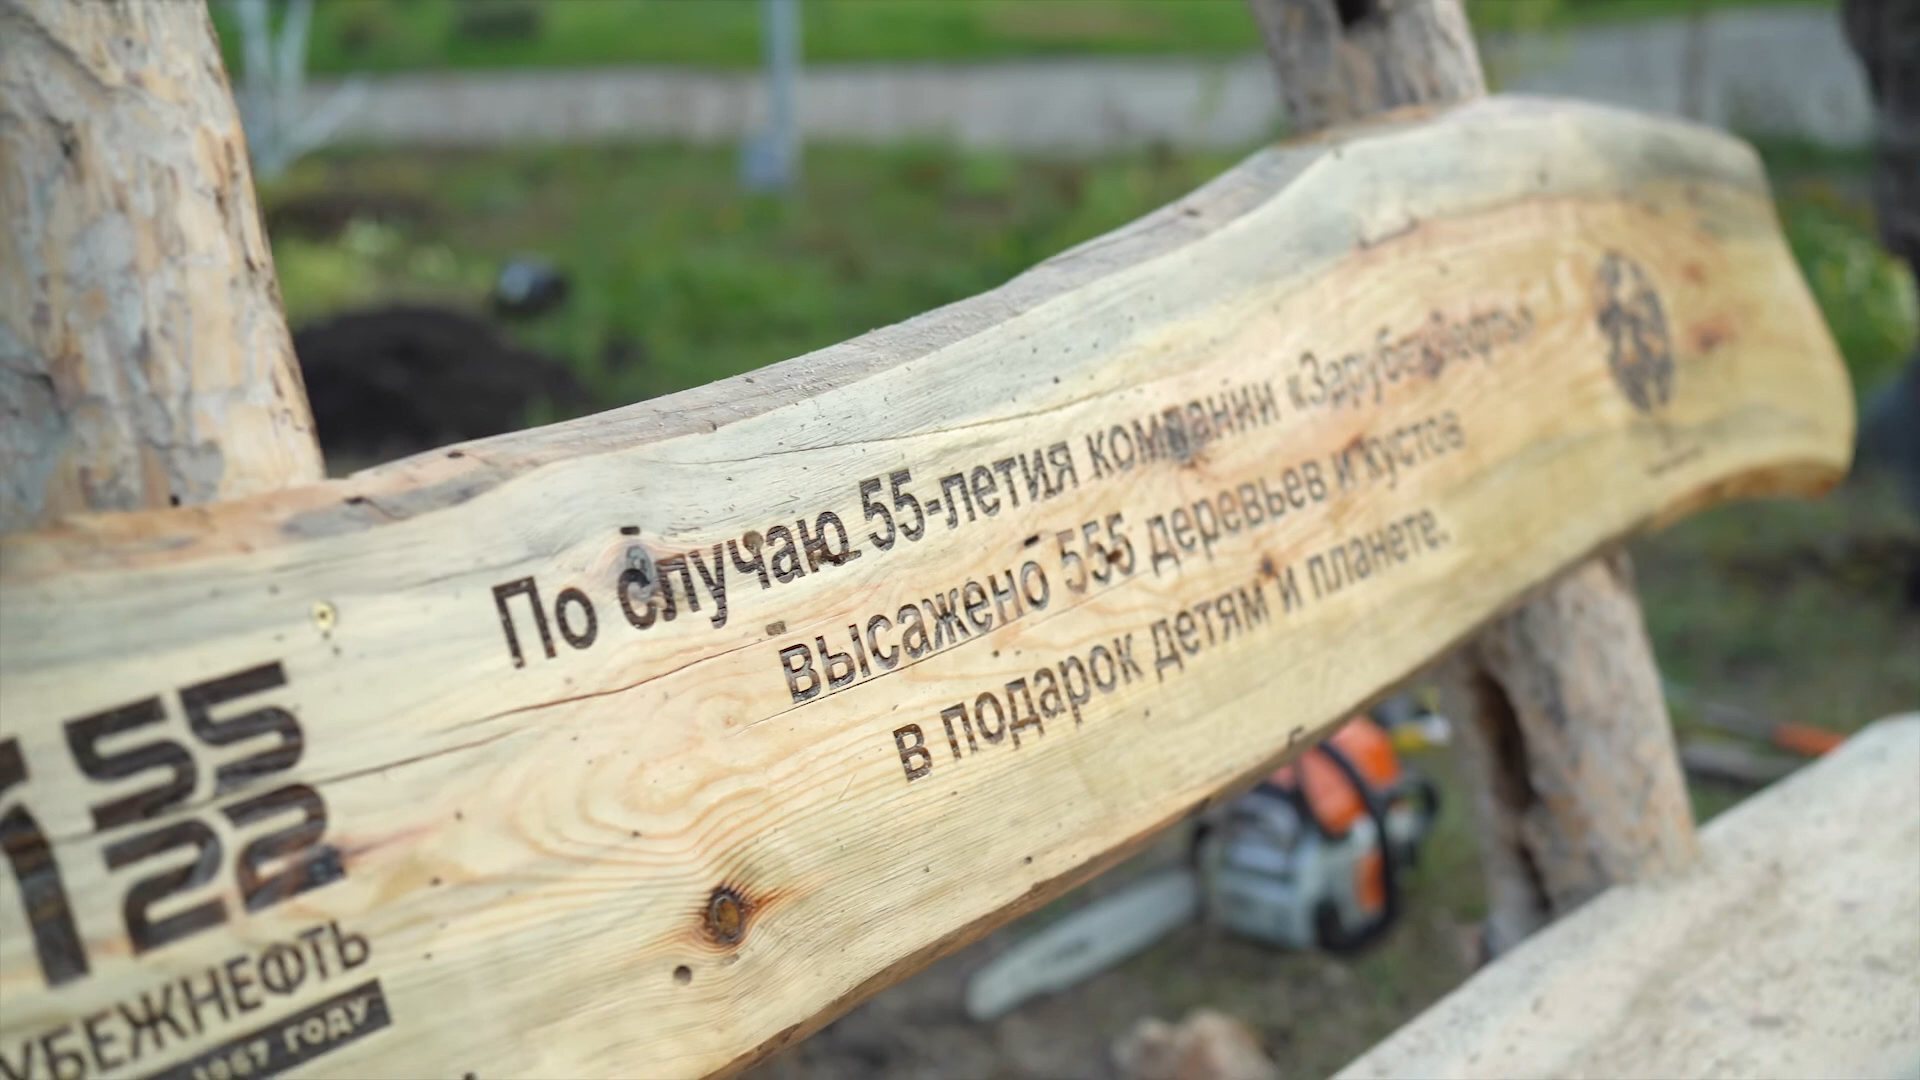 По случаю 55-летия компании «Зарубежнефть»
высажено 555 деревьев и кустов
в подарок детям и планете.
55
22
УБЕЖНЕФТЬ
1967 ГОДУ